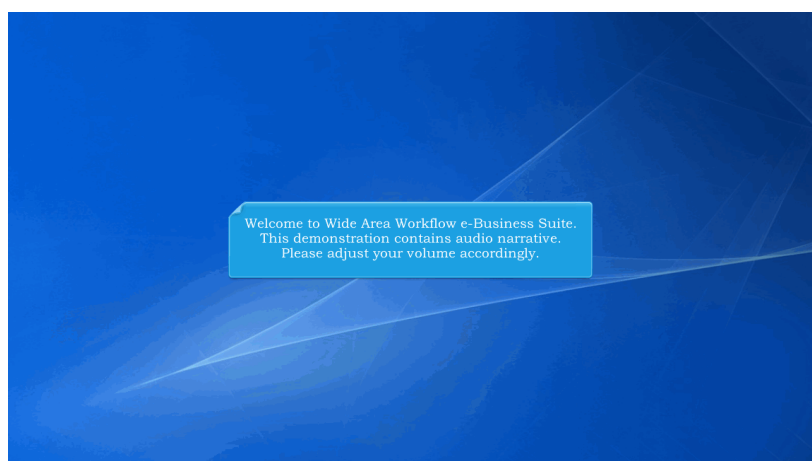 Welcome to Wide Area Workflow e-Business Suite.
This demonstration contains audio narrative.
Please adjust your volume accordingly.